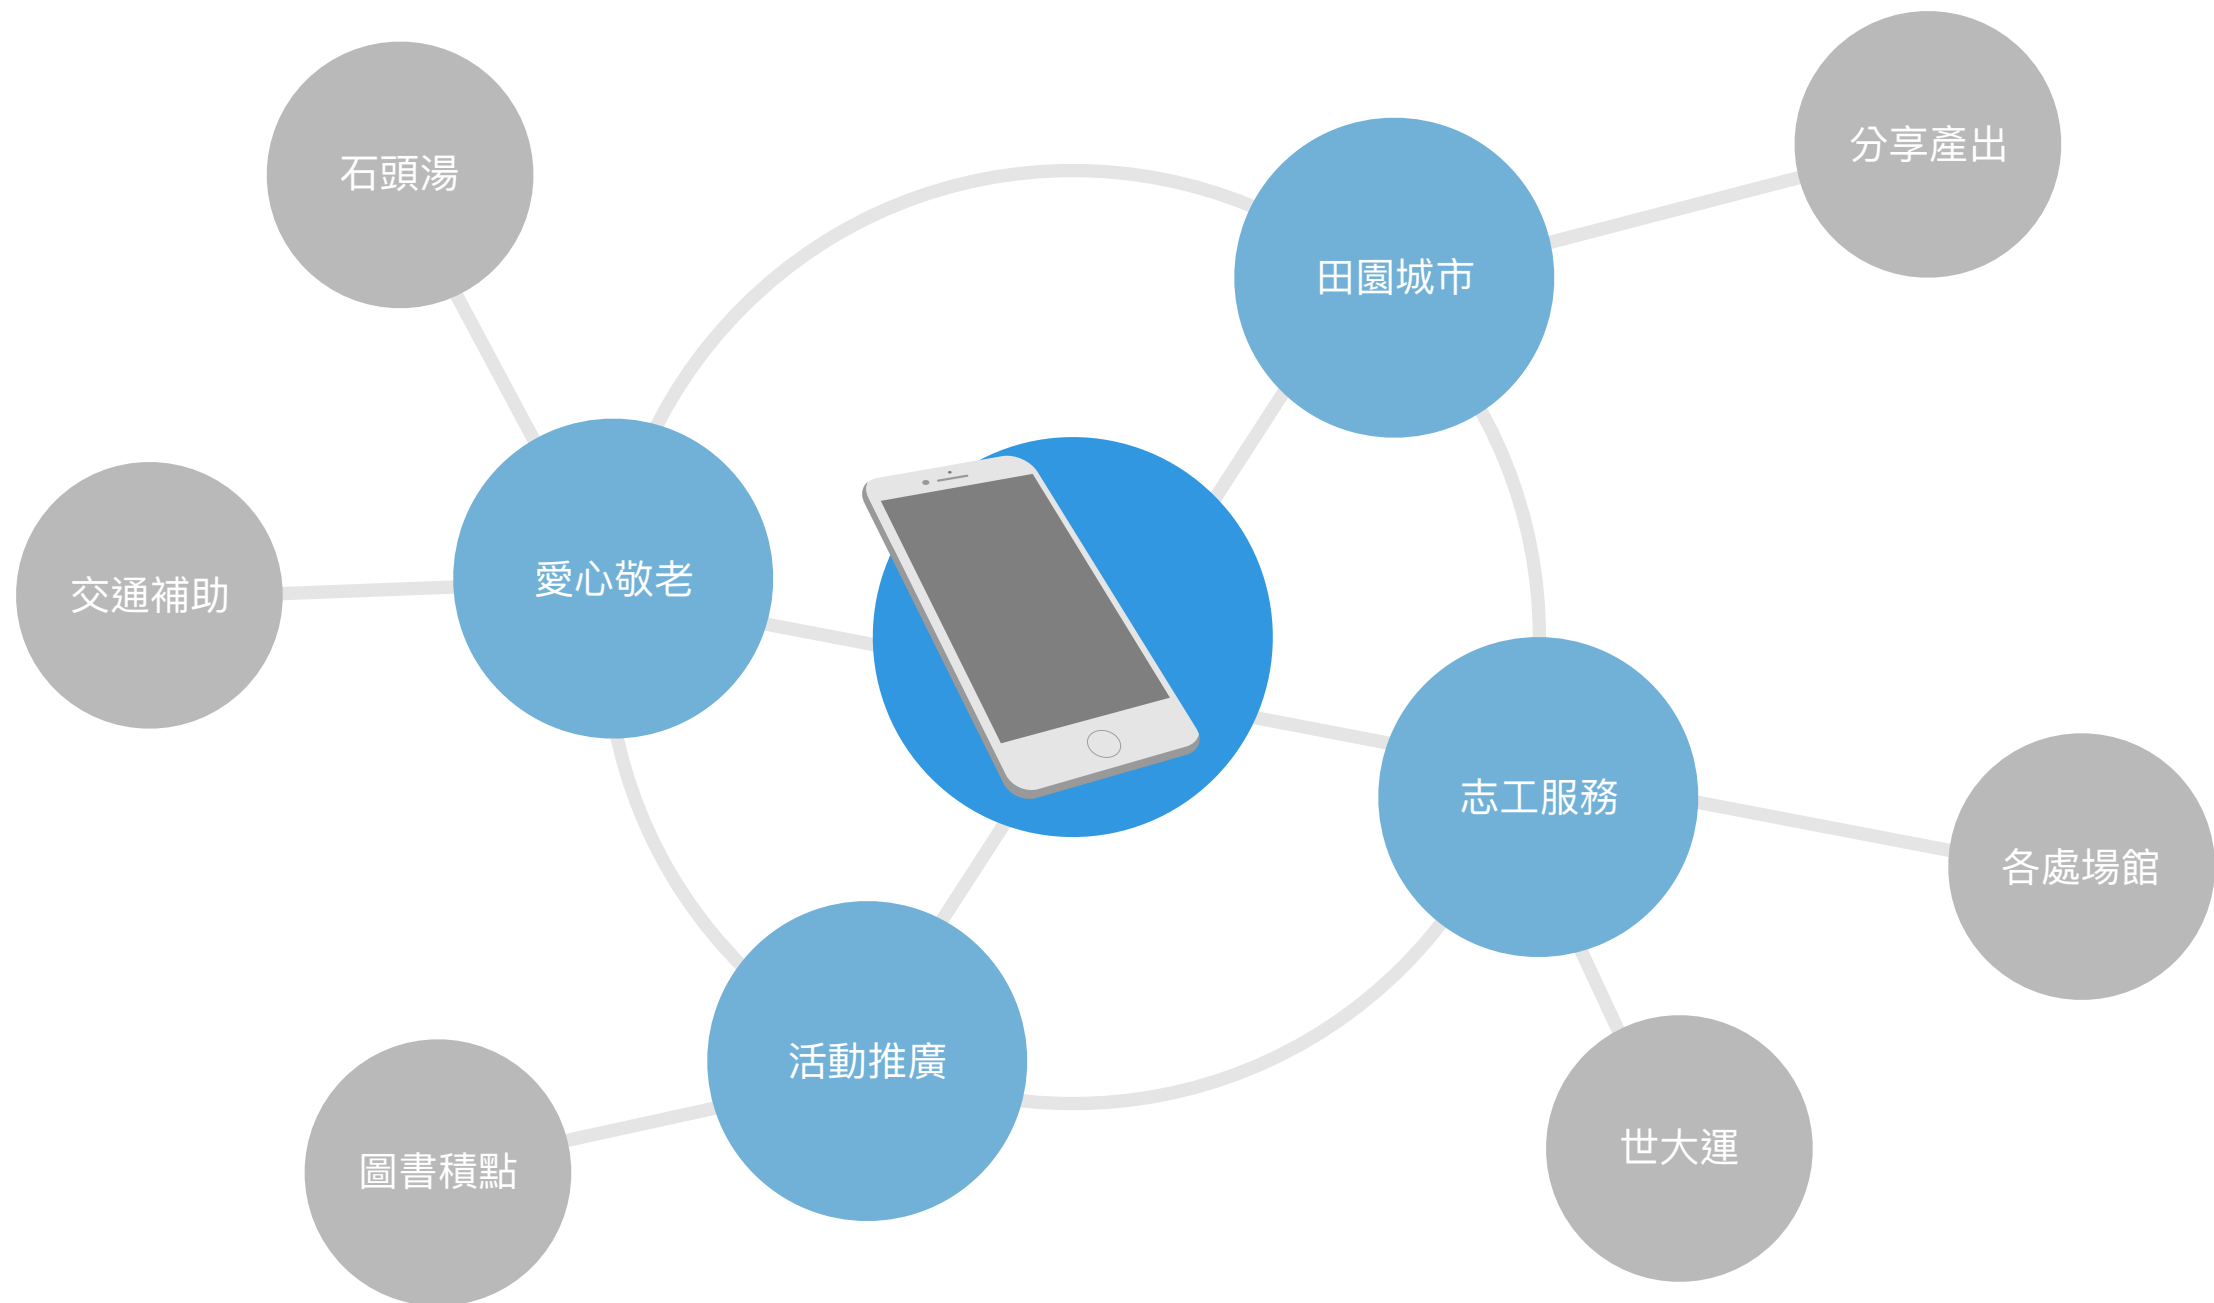 分享產出
石頭湯
田園城市
愛心敬老
交通補助
志工服務
各處場館
活動推廣
世大運
圖書積點